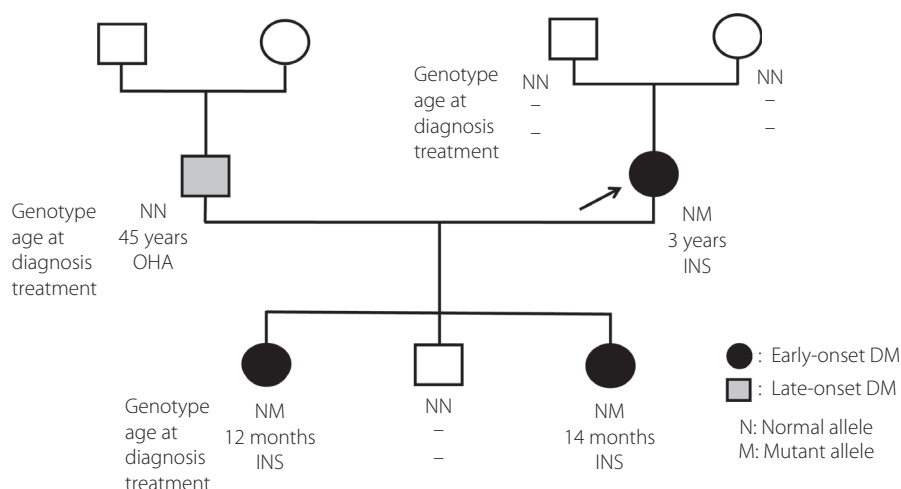 Genotype
age at
diagnosis
treatment
NN
–
–
NN
–
–
Genotype
age at
diagnosis
treatment
NN
45 years
OHA
NM
3 years
INS
Genotype
age at
diagnosis
treatment
NM
12 months
INS
NN
–
–
NM
14 months
INS
: Early-onset DM
: Late-onset DM
N: Normal allele
M: Mutant allele